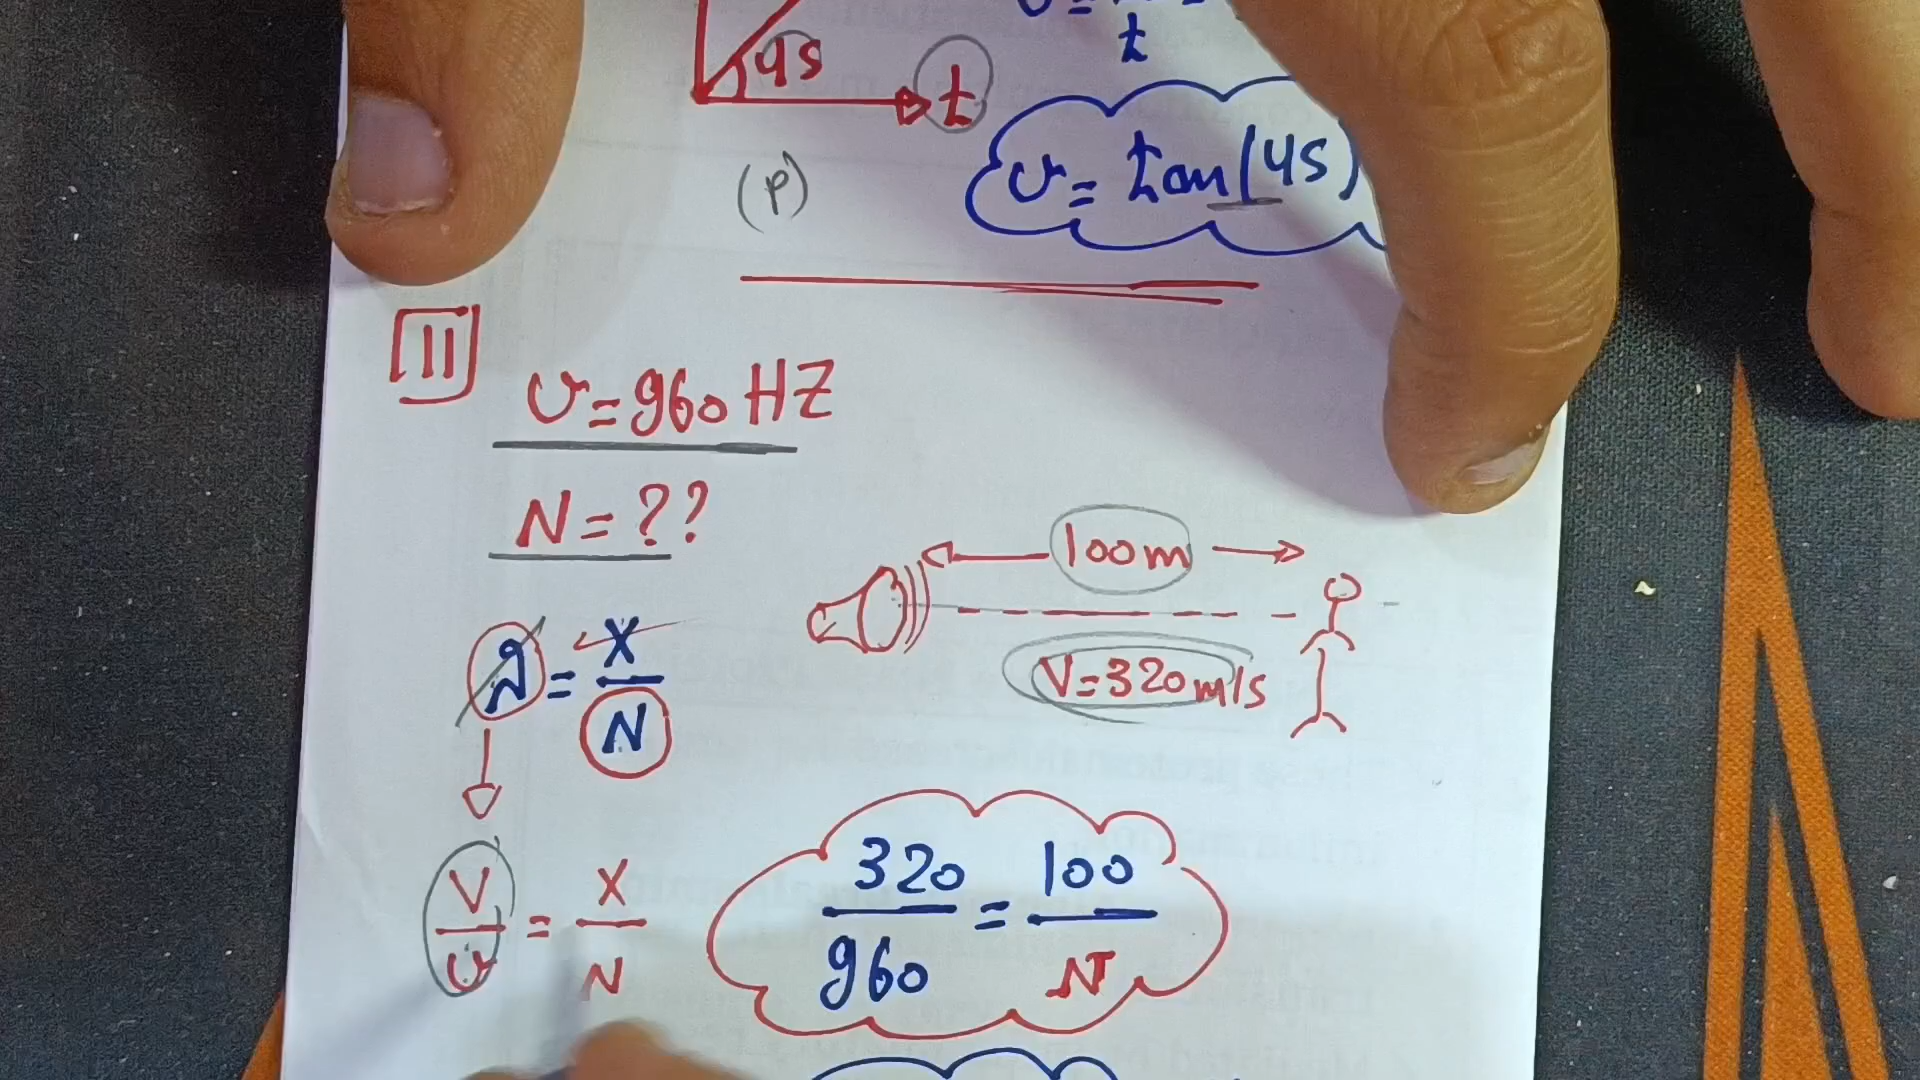 t
45
t
(P)
υ = tan(45)
11
υ = 960 HZ
N = ??
100m
λ = X/N
V = 320 m/s
V/υ = X/N
320/960 = 100/N